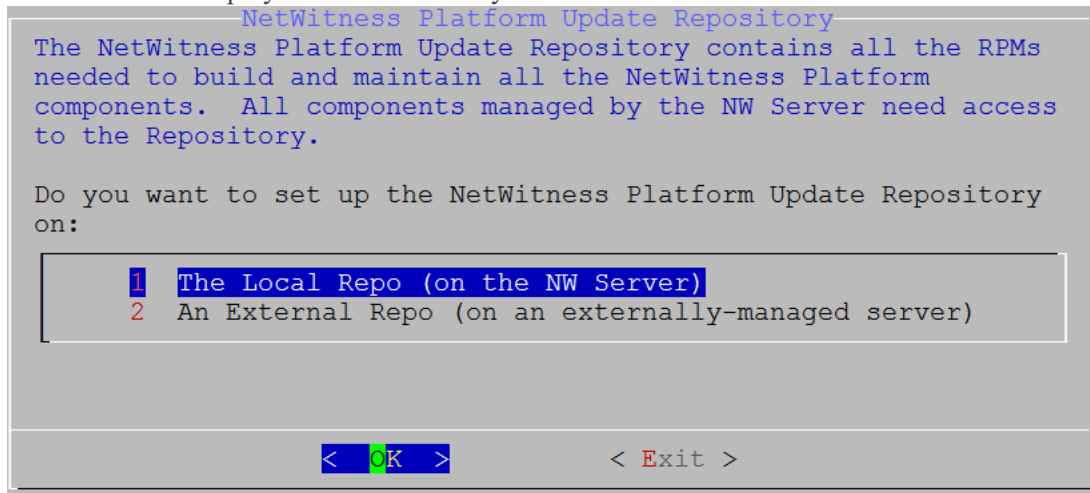 NetWitness Platform Update Repository
The NetWitness Platform Update Repository contains all the RPMs
needed to build and maintain all the NetWitness Platform
components.  All components managed by the NW Server need access
to the Repository.
Do you want to set up the NetWitness Platform Update Repository
on:
1 The Local Repo (on the NW Server)
2 An External Repo (on an externally-managed server)
< OK > < Exit >